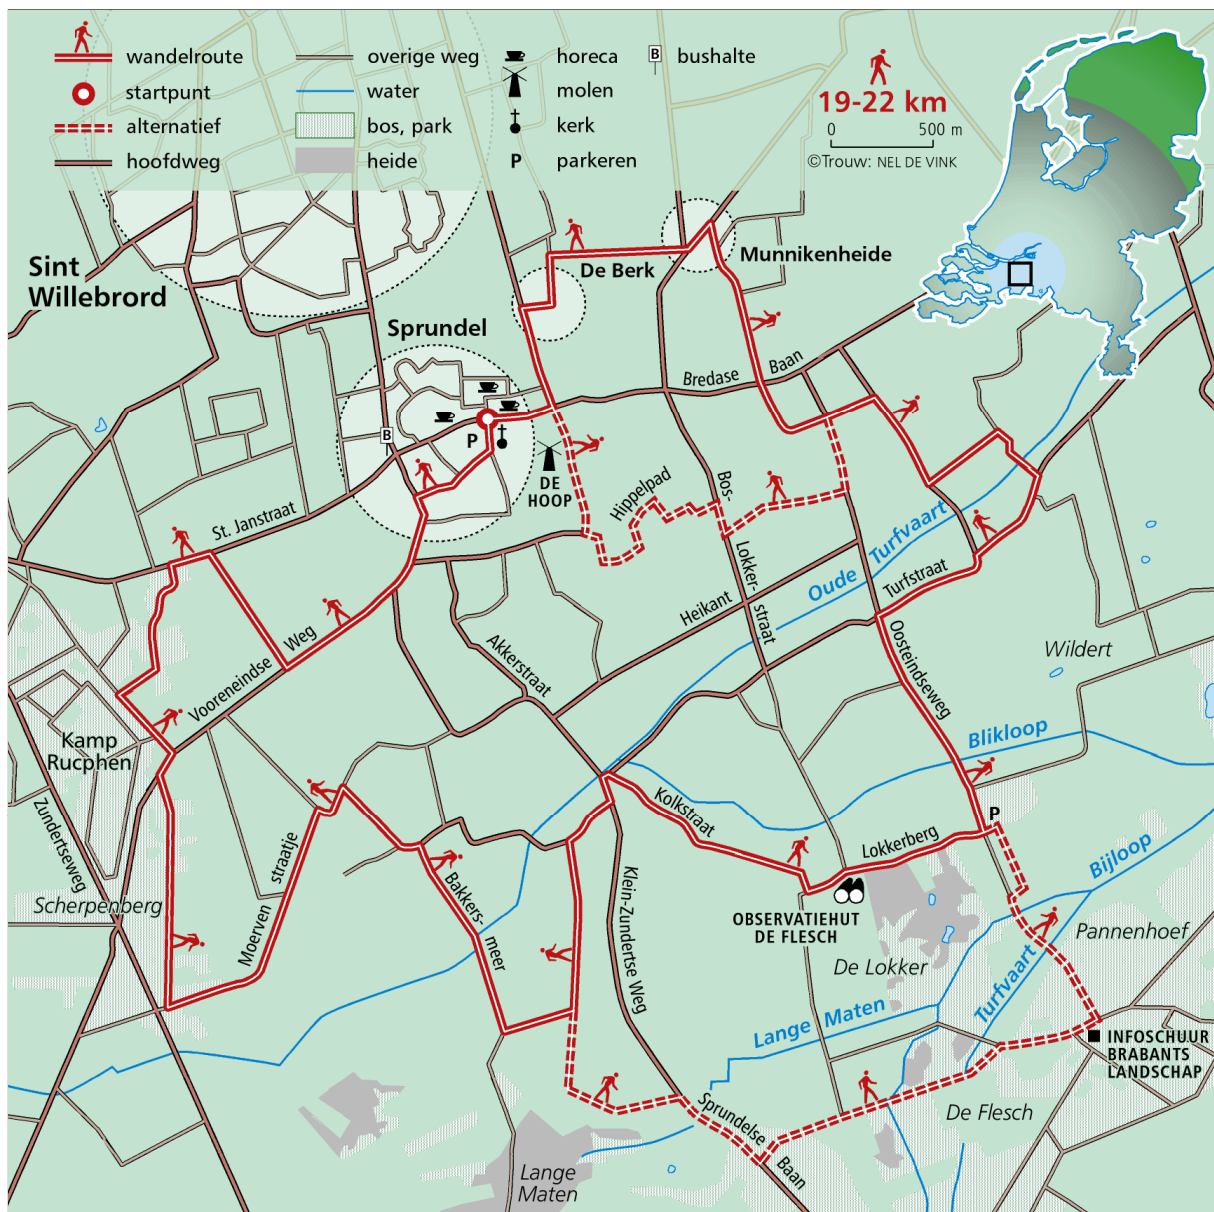 wandelroute
startpunt
alternatief
hoofdweg
overige weg
water
bos, park
heide
horeca
molen
kerk
P parkeren
B bushalte
19-22 km
0 500 m
©Trouw: NEL DE VINK
Sint
Willebrord
Sprundel
De Berk
Munnikenheide
Bredase Baan
B
P
DE
HOOP
Hippelpad
Bos-
Lokker-
straat
St. Janstraat
Heikant
Oude Turfvaart
Turfstraat
Vooreneindse Weg
Akkerstraat
Oosteindseweg
Wildert
Blikloop
Kamp
Rucphen
Zundertseweg
Scherpenberg
Moerven straatje
Bakkers-
meer
Kolkstraat
Klein-Zundertse Weg
Lokkerberg
P
Bijloop
OBSERVATIEHUT
DE FLESCH
De Lokker
Pannenhoef
Turfvaart
Lange Maten
INFOSCHUUR
BRABANTS
LANDSCHAP
De Flesch
Sprundelse
Baan
Lange
Maten